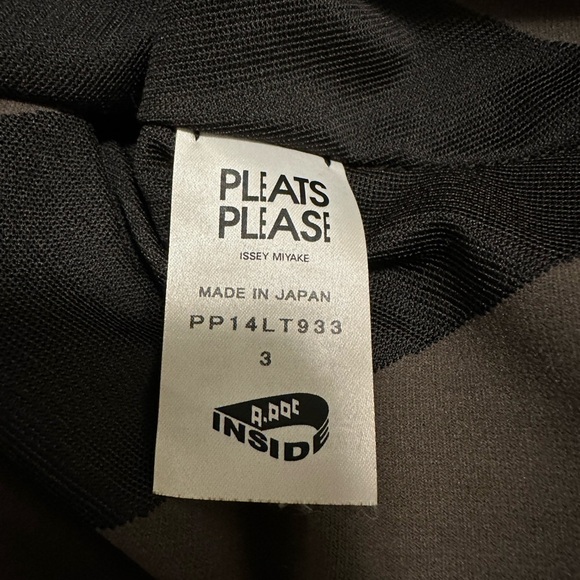 PLEATS
PLEASE
ISSEY MIYAKE
MADE IN JAPAN
PP14LT933
3
A.POC
INSIDE